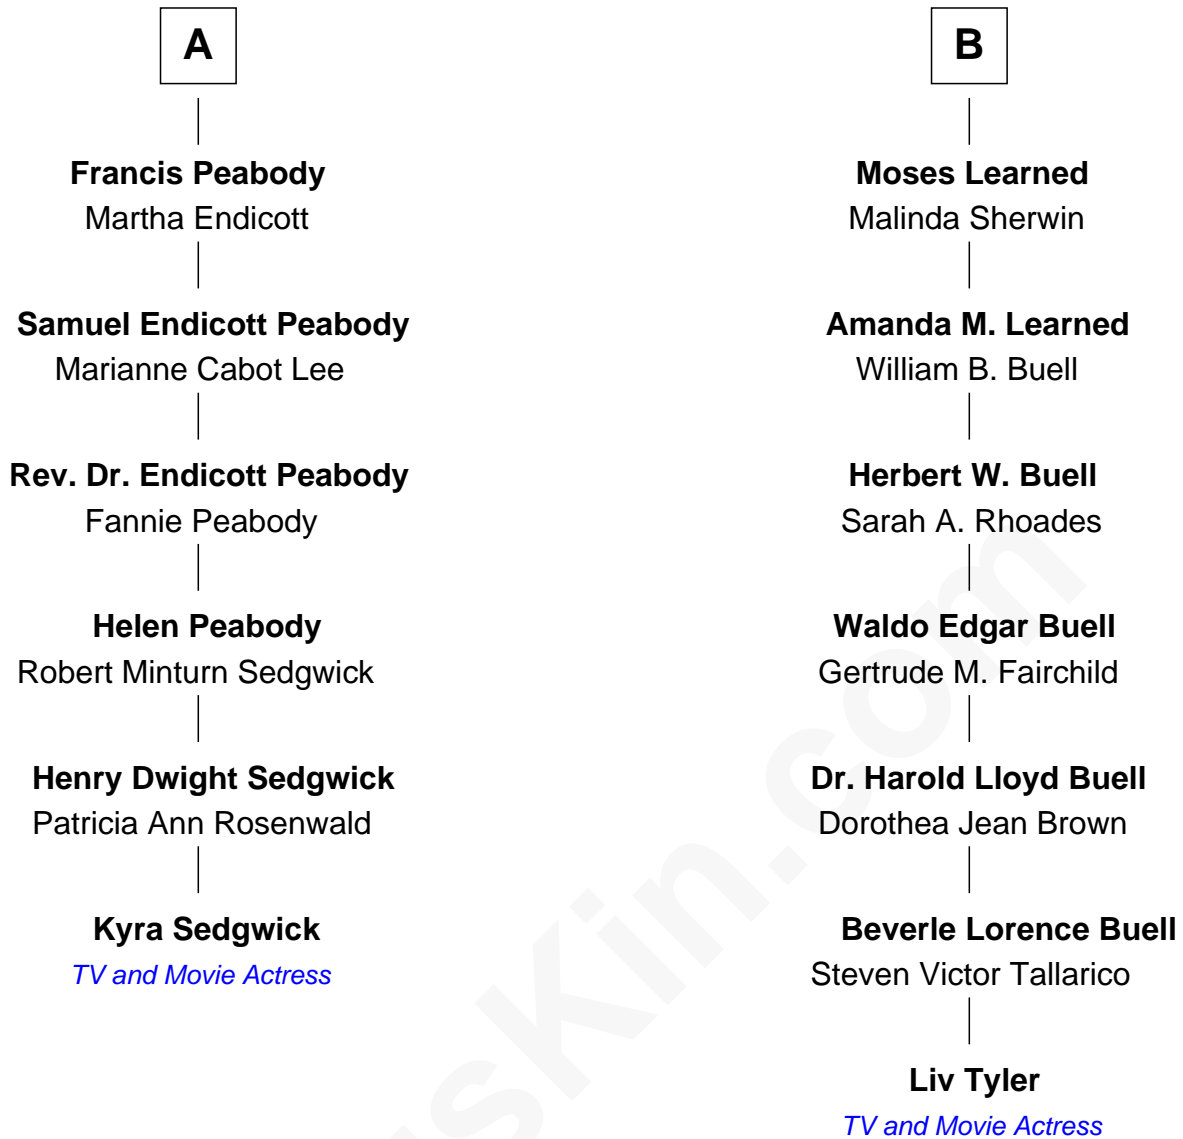 A
Francis Peabody
Martha Endicott
Samuel Endicott Peabody
Marianne Cabot Lee
Rev. Dr. Endicott Peabody
Fannie Peabody
Helen Peabody
Robert Minturn Sedgwick
Henry Dwight Sedgwick
Patricia Ann Rosenwald
Kyra Sedgwick
TV and Movie Actress
B
Moses Learned
Malinda Sherwin
Amanda M. Learned
William B. Buell
Herbert W. Buell
Sarah A. Rhoades
Waldo Edgar Buell
Gertrude M. Fairchild
Dr. Harold Lloyd Buell
Dorothea Jean Brown
Beverle Lorence Buell
Steven Victor Tallarico
Liv Tyler
TV and Movie Actress